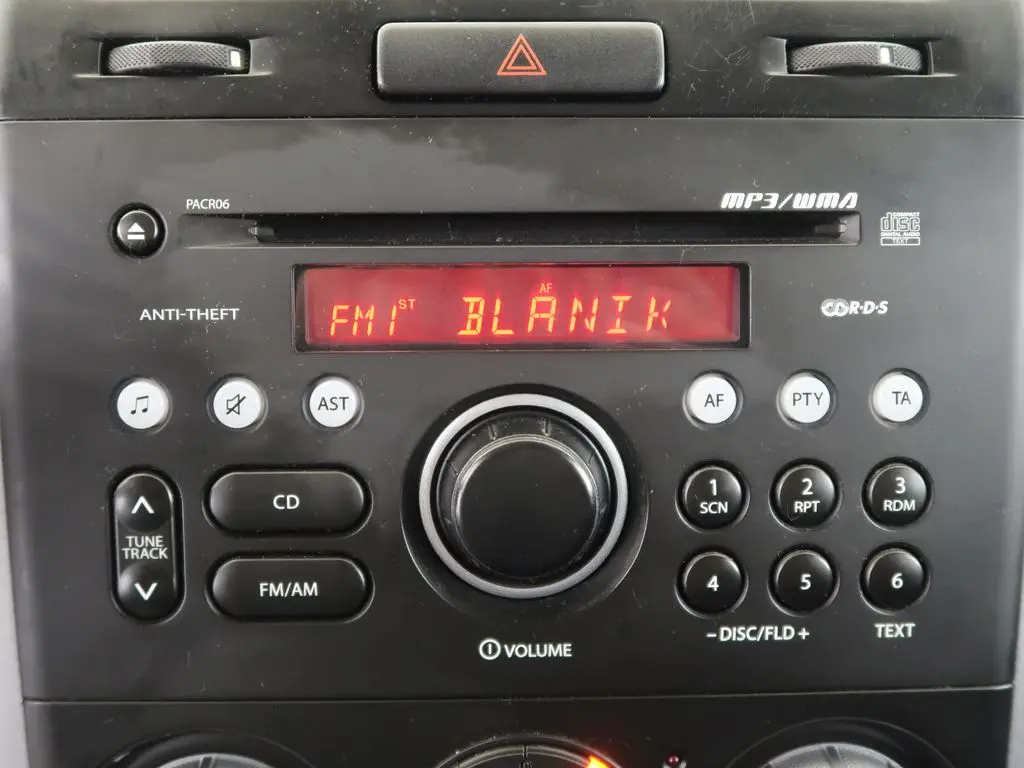 PACR06
MP3/WMA
COMPACT
disc
DIGITAL AUDIO
TEXT
ANTI-THEFT
FM1 ST AF BLANIK
R·D·S
AST
AF
PTY
TA
CD
1
SCN
2
RPT
3
RDM
TUNE
TRACK
FM/AM
4
5
6
VOLUME
–DISC/FLD+
TEXT